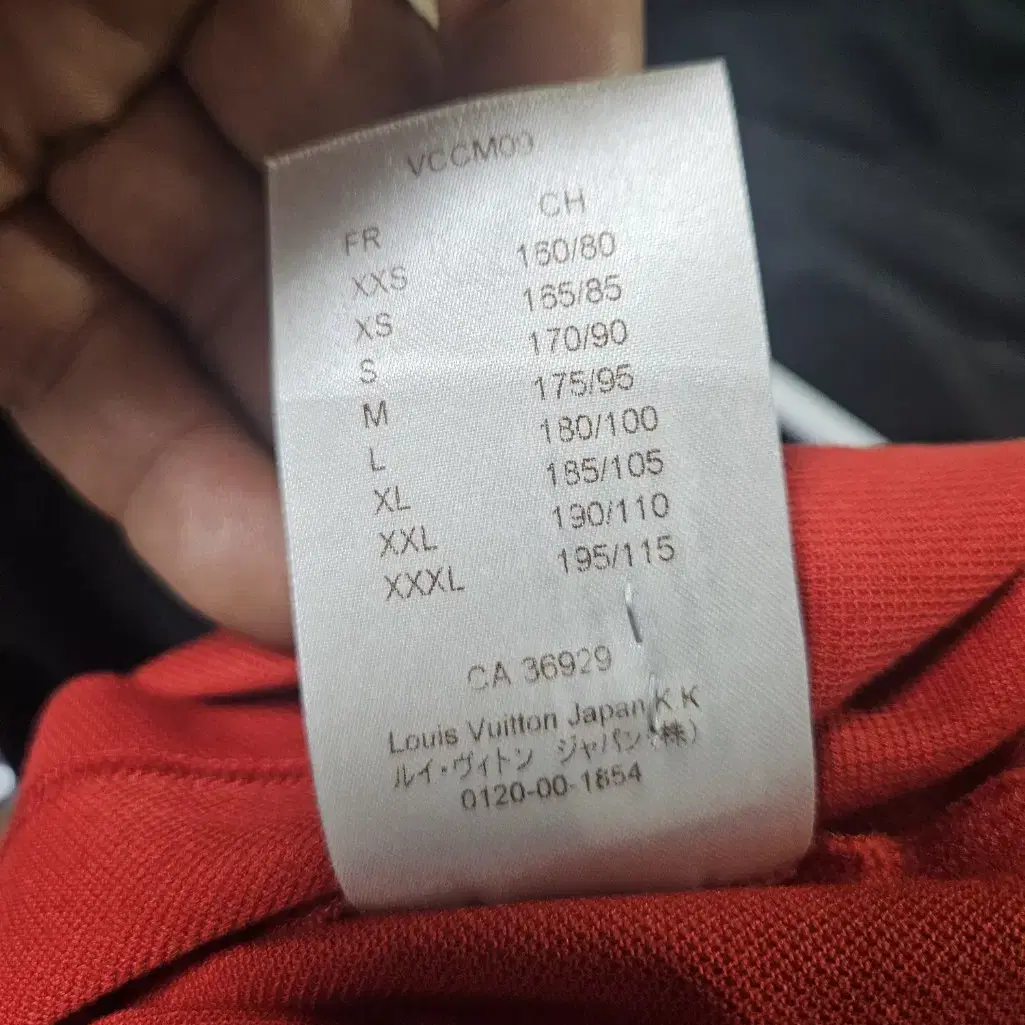 VCCM09
FR CH
XXS 160/80
XS 165/85
S 170/90
M 175/95
L 180/100
XL 185/105
XXL 190/110
XXXL 195/115
CA 36929
Louis Vuitton Japan K K
ルイ・ヴィトン ジャパン (株)
0120-00-1854